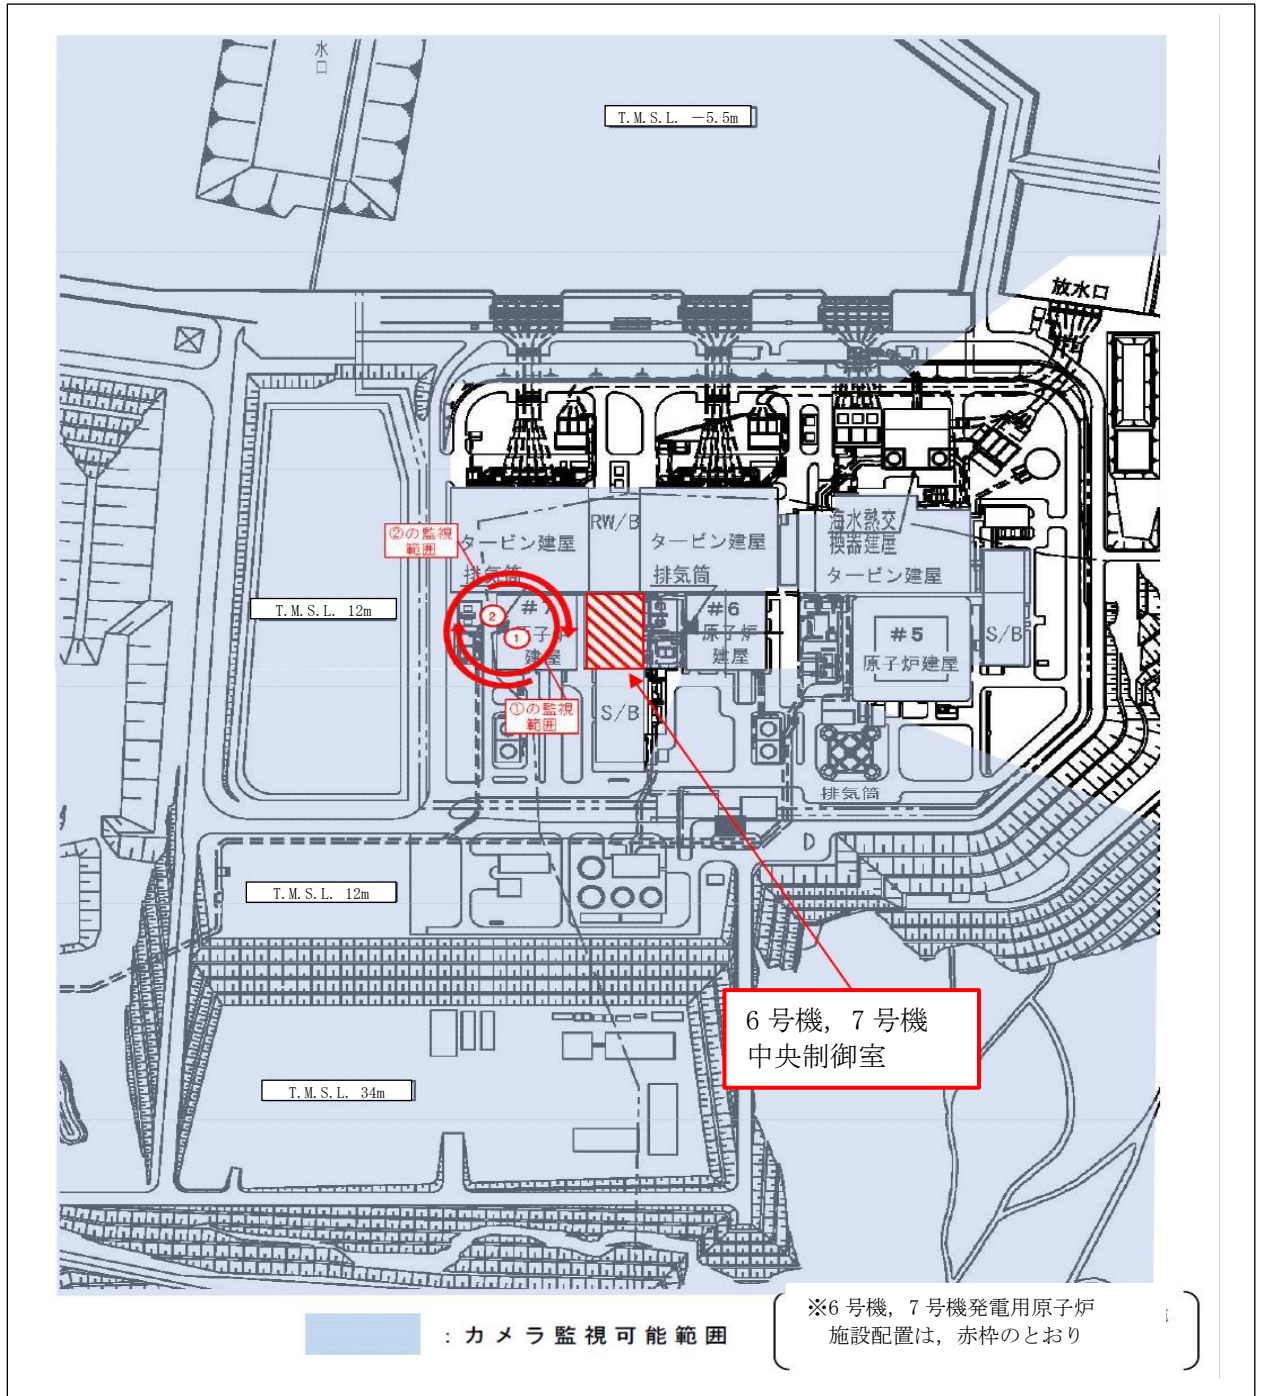 水
口
T.M.S.L. −5.5m
放水口
②の監視
範囲
タービン建屋
排気筒
RW/B
タービン建屋
排気筒
海水熱交
換器建屋
タービン建屋
T.M.S.L. 12m
②
①
#7
原子炉
建屋
#6
原子炉
建屋
#5
原子炉建屋
S/B
①の監視
範囲
S/B
排気筒
T.M.S.L. 12m
6号機，7号機
中央制御室
T.M.S.L. 34m
：カメラ監視可能範囲
※6号機，7号機発電用原子炉
施設配置は，赤枠のとおり